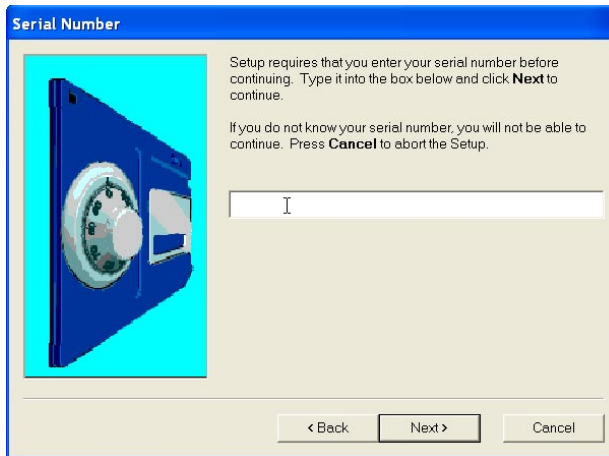 Serial Number
Setup requires that you enter your serial number before
continuing. Type it into the box below and click Next to
continue.
If you do not know your serial number, you will not be able to
continue. Press Cancel to abort the Setup.
< Back
Next >
Cancel